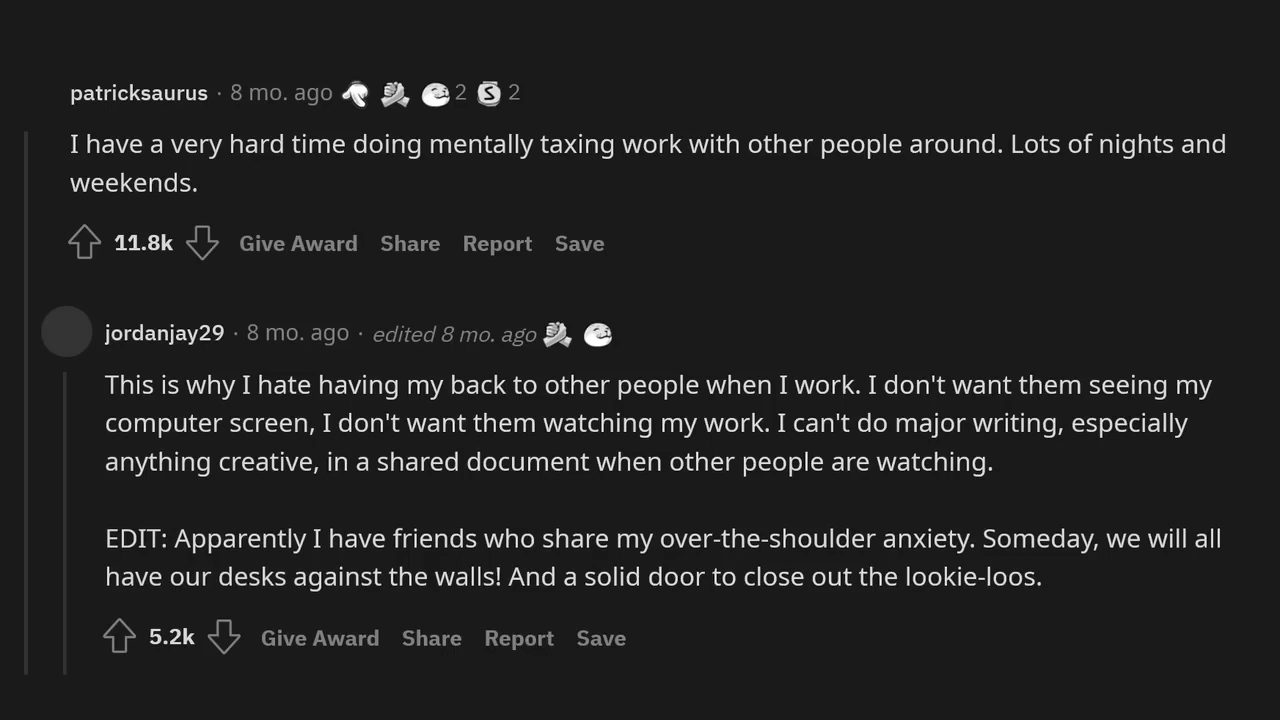 patricksaurus · 8 mo. ago 2 S 2
I have a very hard time doing mentally taxing work with other people around. Lots of nights and
weekends.
11.8k Give Award Share Report Save
jordanjay29 · 8 mo. ago · edited 8 mo. ago
This is why I hate having my back to other people when I work. I don't want them seeing my
computer screen, I don't want them watching my work. I can't do major writing, especially
anything creative, in a shared document when other people are watching.
EDIT: Apparently I have friends who share my over-the-shoulder anxiety. Someday, we will all
have our desks against the walls! And a solid door to close out the lookie-loos.
5.2k Give Award Share Report Save